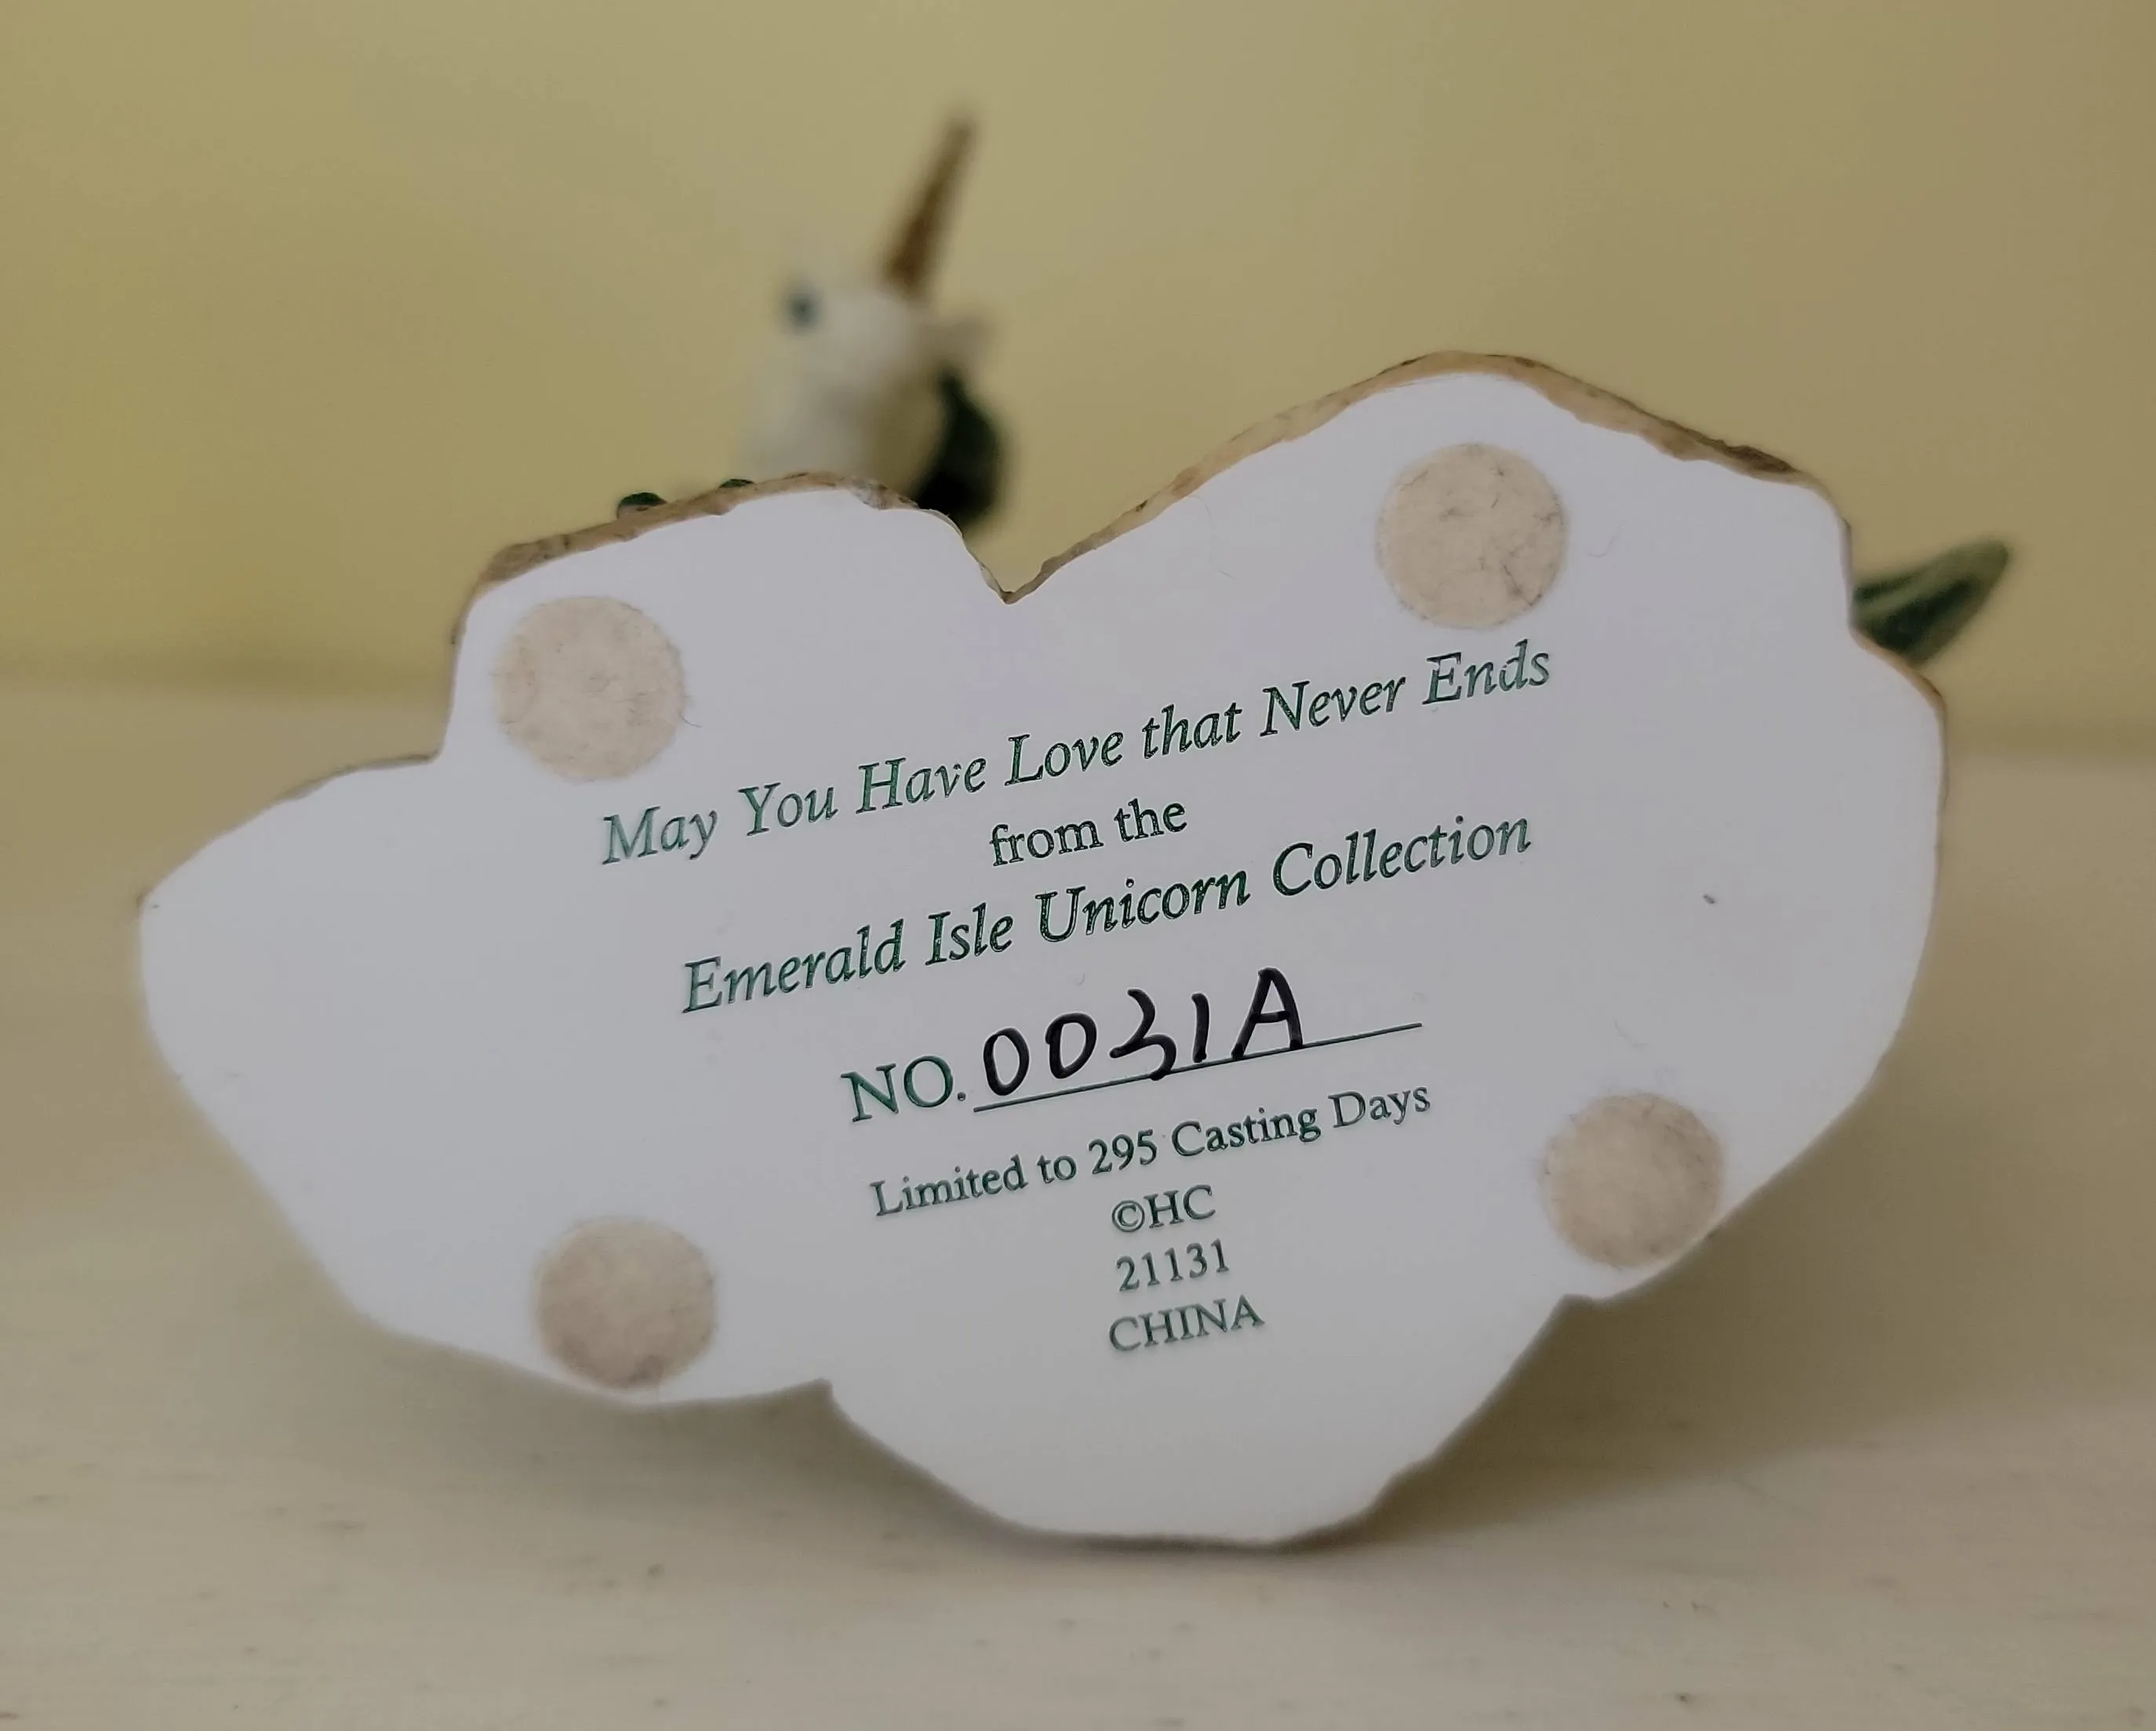 May You Have Love that Never Ends
from the
Emerald Isle Unicorn Collection
NO. 0031A
Limited to 295 Casting Days
©HC
21131
CHINA